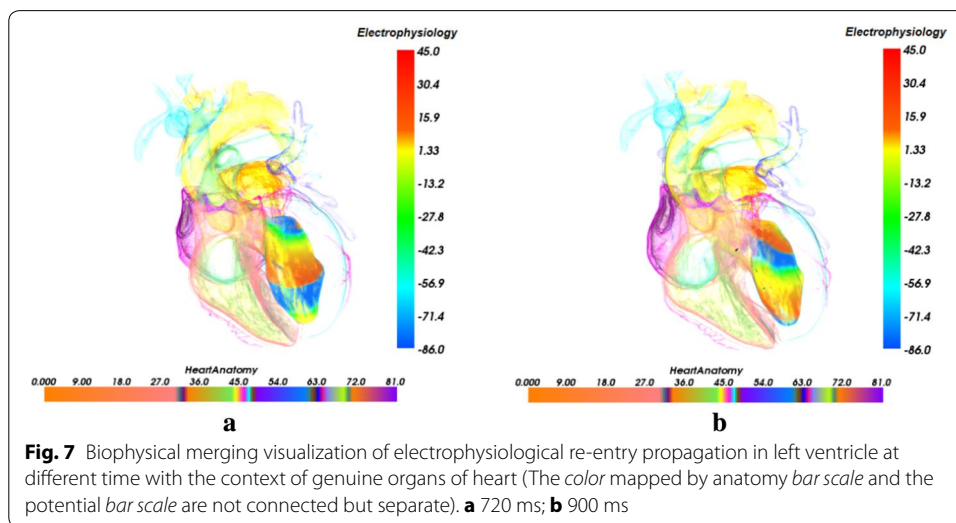 Electrophysiology
45.0
30.4
15.9
1.33
-13.2
-27.8
-42.3
-56.9
-71.4
-86.0
HeartAnatomy
0.000 9.00 18.0 27.0 36.0 45.0 54.0 63.0 72.0 81.0
a
Electrophysiology
45.0
30.4
15.9
1.33
-13.2
-27.8
-42.3
-56.9
-71.4
-86.0
HeartAnatomy
0.000 9.00 18.0 27.0 36.0 45.0 54.0 63.0 72.0 81.0
b
Fig. 7 Biophysical merging visualization of electrophysiological re-entry propagation in left ventricle at
different time with the context of genuine organs of heart (The color mapped by anatomy bar scale and the
potential bar scale are not connected but separate). a 720 ms; b 900 ms